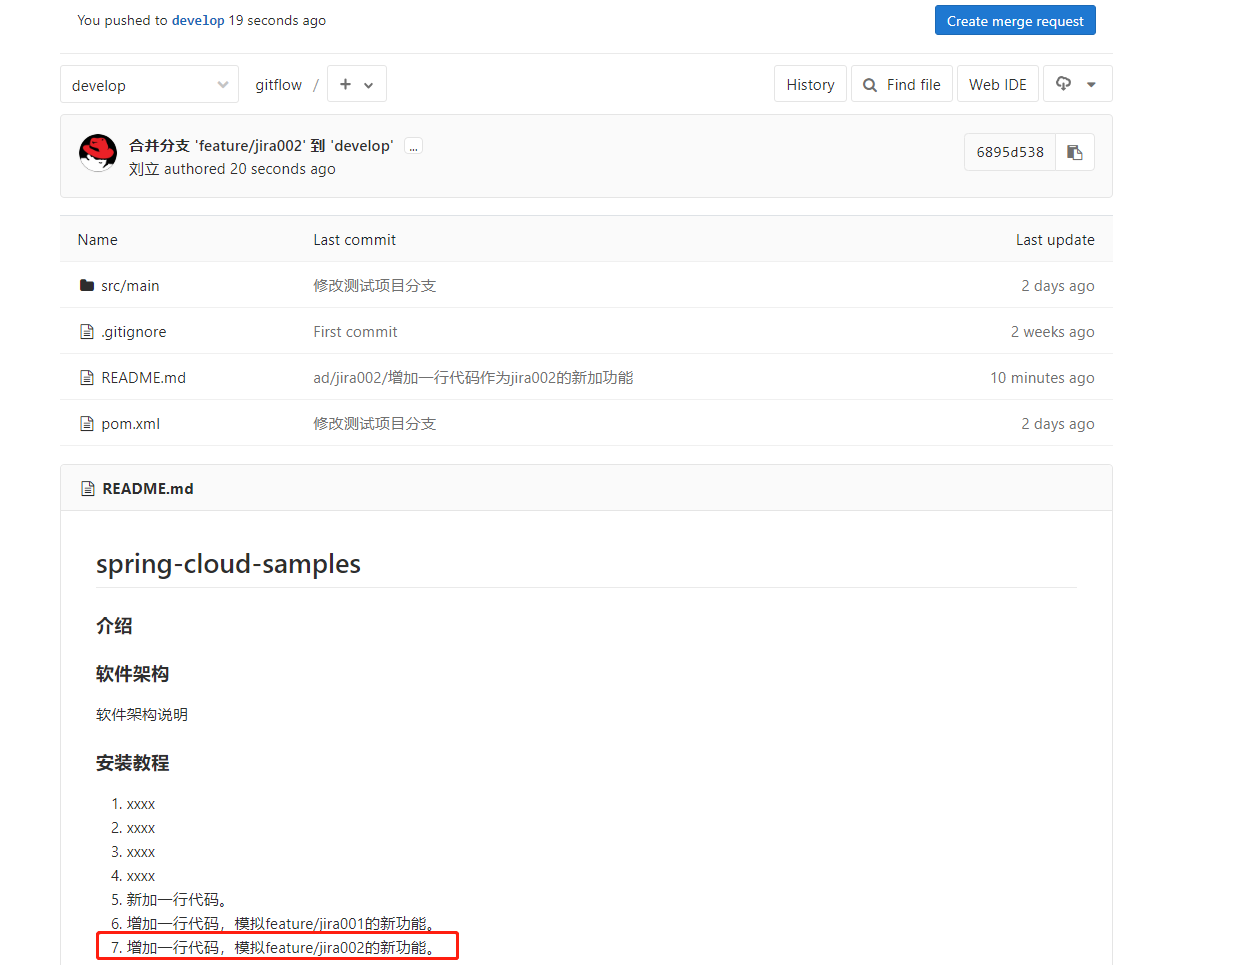 You pushed to develop 19 seconds ago
Create merge request
develop
gitflow / +
History
Find file
Web IDE
合并分支 'feature/jira002' 到 'develop' ...
刘立 authored 20 seconds ago
6895d538
Name Last commit Last update
src/main 修改测试项目分支 2 days ago
.gitignore First commit 2 weeks ago
README.md ad/jira002/增加一行代码作为jira002的新加功能 10 minutes ago
pom.xml 修改测试项目分支 2 days ago
README.md
spring-cloud-samples
介绍
软件架构
软件架构说明
安装教程
1. xxxx
2. xxxx
3. xxxx
4. xxxx
5. 新加一行代码。
6. 增加一行代码，模拟feature/jira001的新功能。
7. 增加一行代码，模拟feature/jira002的新功能。